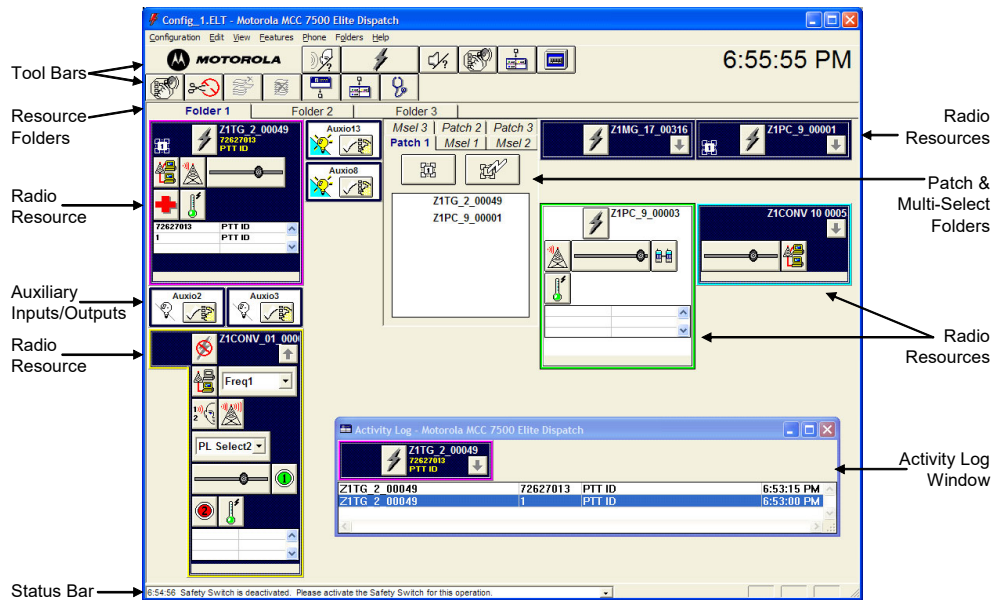 Config_1.ELT - Motorola MCC 7500 Elite Dispatch
Configuration Edit View Features Phone Folders Help
MOTOROLA
6:55:55 PM
Tool Bars
Folder 1
Folder 2
Folder 3
Resource
Folders
Z1TG_2_00049
72627013
PTT ID
72627013 PTT ID
1 PTT ID
Radio
Resource
Auxio13
Auxio8
Msel 3 Patch 2 Patch 3
Patch 1 Msel 1 Msel 2
Z1TG_2_00049
Z1PC_9_00001
Z1MG_17_00316
Z1PC_9_00001
Radio
Resources
Patch &
Multi-Select
Folders
Z1PC_9_00003
Z1CONV 10 0005
Radio
Resources
Auxiliary
Inputs/Outputs
Auxio2
Auxio3
Radio
Resource
Z1CONV_01_000
Freq1
1
2
PL Select2
1
2
Activity Log - Motorola MCC 7500 Elite Dispatch
Z1TG_2_00049
72627013
PTT ID
Z1TG_2_00049 72627013 PTT ID 6:53:15 PM
Z1TG_2_00049 1 PTT ID 6:53:00 PM
Activity Log
Window
Status Bar
6:54:56 Safety Switch is deactivated. Please activate the Safety Switch for this operation.